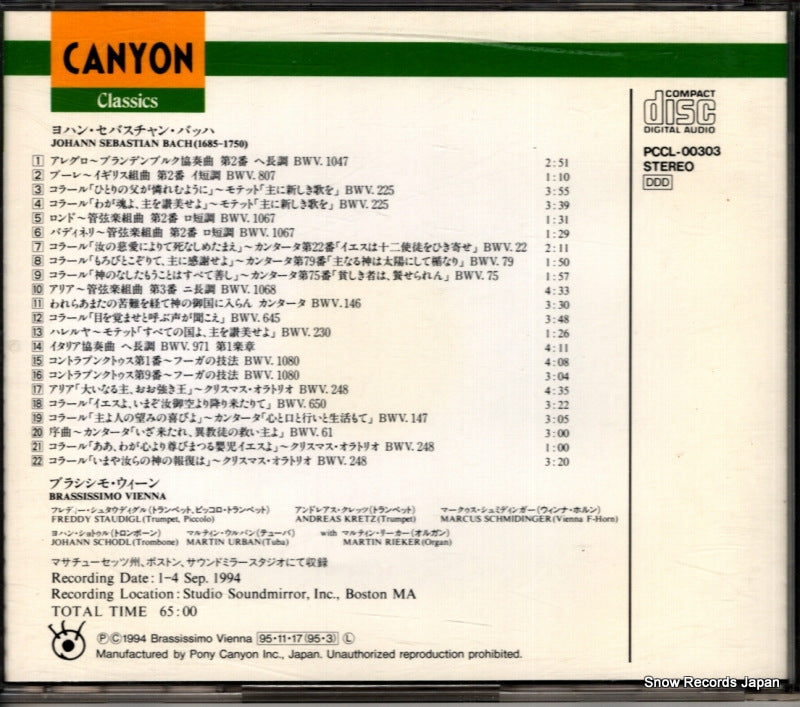 CANYON
Classics
COMPACT
disc
DIGITAL AUDIO
PCCL-00303
STEREO
DDD
ヨハン・セバスチャン・バッハ
JOHANN SEBASTIAN BACH(1685-1750)
1 アレグロ～ブランデンブルク協奏曲 第2番 ヘ長調 BWV. 1047 2:51
2 ブーレ～イギリス組曲 第2番 イ短調 BWV. 807 1:10
3 コラール「ひとりの父が憐れむように」～モテット「主に新しき歌を」BWV. 225 3:55
4 コラール「わが魂よ、主を讃美せよ」～モテット「主に新しき歌を」BWV. 225 3:39
5 ロンド～管弦楽組曲 第2番 ロ短調 BWV. 1067 1:31
6 バディネリ～管弦楽組曲 第2番 ロ短調 BWV. 1067 1:29
7 コラール「汝の慈愛によりて死なしめたまえ」～カンタータ第22番「イエスは十二使徒をひき寄せ」BWV. 22 2:11
8 コラール「もろびとこぞりて、主に感謝せよ」～カンタータ第79番「主なる神は太陽にして楯なり」BWV. 79 1:50
9 コラール「神のなしたもうことはすべて善し」～カンタータ第75番「貧しき者は、饗せられん」BWV. 75 1:57
10 アリア～管弦楽組曲 第3番 ニ長調 BWV. 1068 4:33
11 われらあまたの苦難を経て神の御国に入らん カンタータ BWV. 146 3:30
12 コラール「目を覚ませと呼ぶ声が聞こえ」BWV. 645 3:48
13 ハレルヤ～モテット「すべての国よ、主を讃美せよ」BWV. 230 1:26
14 イタリア協奏曲 ヘ長調 BWV. 971 第1楽章 4:11
15 コントラプンクトゥス第1番～フーガの技法 BWV. 1080 4:08
16 コントラプンクトゥス第9番～フーガの技法 BWV. 1080 3:04
17 アリア「大いなる主、おお強き王」～クリスマス・オラトリオ BWV. 248 4:35
18 コラール「イエスよ、いまぞ汝御空より降り来たりて」BWV. 650 3:22
19 コラール「主よ人の望みの喜びよ」～カンタータ「心と口と行いと生活もて」BWV. 147 3:05
20 序曲～カンタータ「いざ来たれ、異教徒の救い主よ」BWV. 61 3:00
21 コラール「ああ、わが心より尊びまつる嬰児イエスよ」～クリスマス・オラトリオ BWV. 248 1:00
22 コラール「いまや汝らの神の報復は」～クリスマス・オラトリオ BWV. 248 3:20
ブラシシモ・ウィーン
BRASSISSIMO VIENNA
フレディー・シュタウディグル(トランペット、ピッコロ・トランペット) アンドレアス・クレッツ(トランペット) マークゥス・シュミディンガー(ウィンナ・ホルン)
FREDDY STAUDIGL(Trumpet, Piccolo) ANDREAS KRETZ(Trumpet) MARCUS SCHMIDINGER(Vienna F-Horn)
ヨハン・ショトゥル(トロンボーン) マルティン・ウルバン(テューバ) with マルティン・リーカー(オルガン)
JOHANN SCHODL(Trombone) MARTIN URBAN(Tuba) MARTIN RIEKER(Organ)
マサチューセッツ州、ボストン、サウンドミラースタジオにて収録
Recording Date: 1-4 Sep. 1994
Recording Location: Studio Soundmirror, Inc., Boston MA
TOTAL TIME 65:00
Ⓟ©1994 Brassissimo Vienna 95・11・17(95・3) Ⓛ
Manufactured by Pony Canyon Inc., Japan. Unauthorized reproduction prohibited.
Snow Records Japan